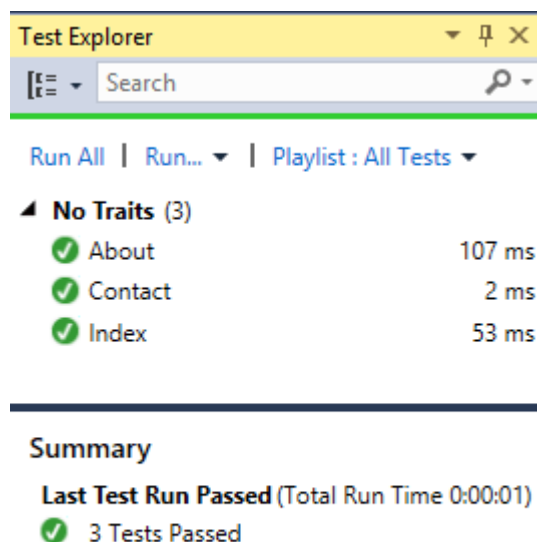 Test Explorer
Search
Run All | Run... | Playlist : All Tests
No Traits (3)
About 107 ms
Contact 2 ms
Index 53 ms
Summary
Last Test Run Passed (Total Run Time 0:00:01)
3 Tests Passed